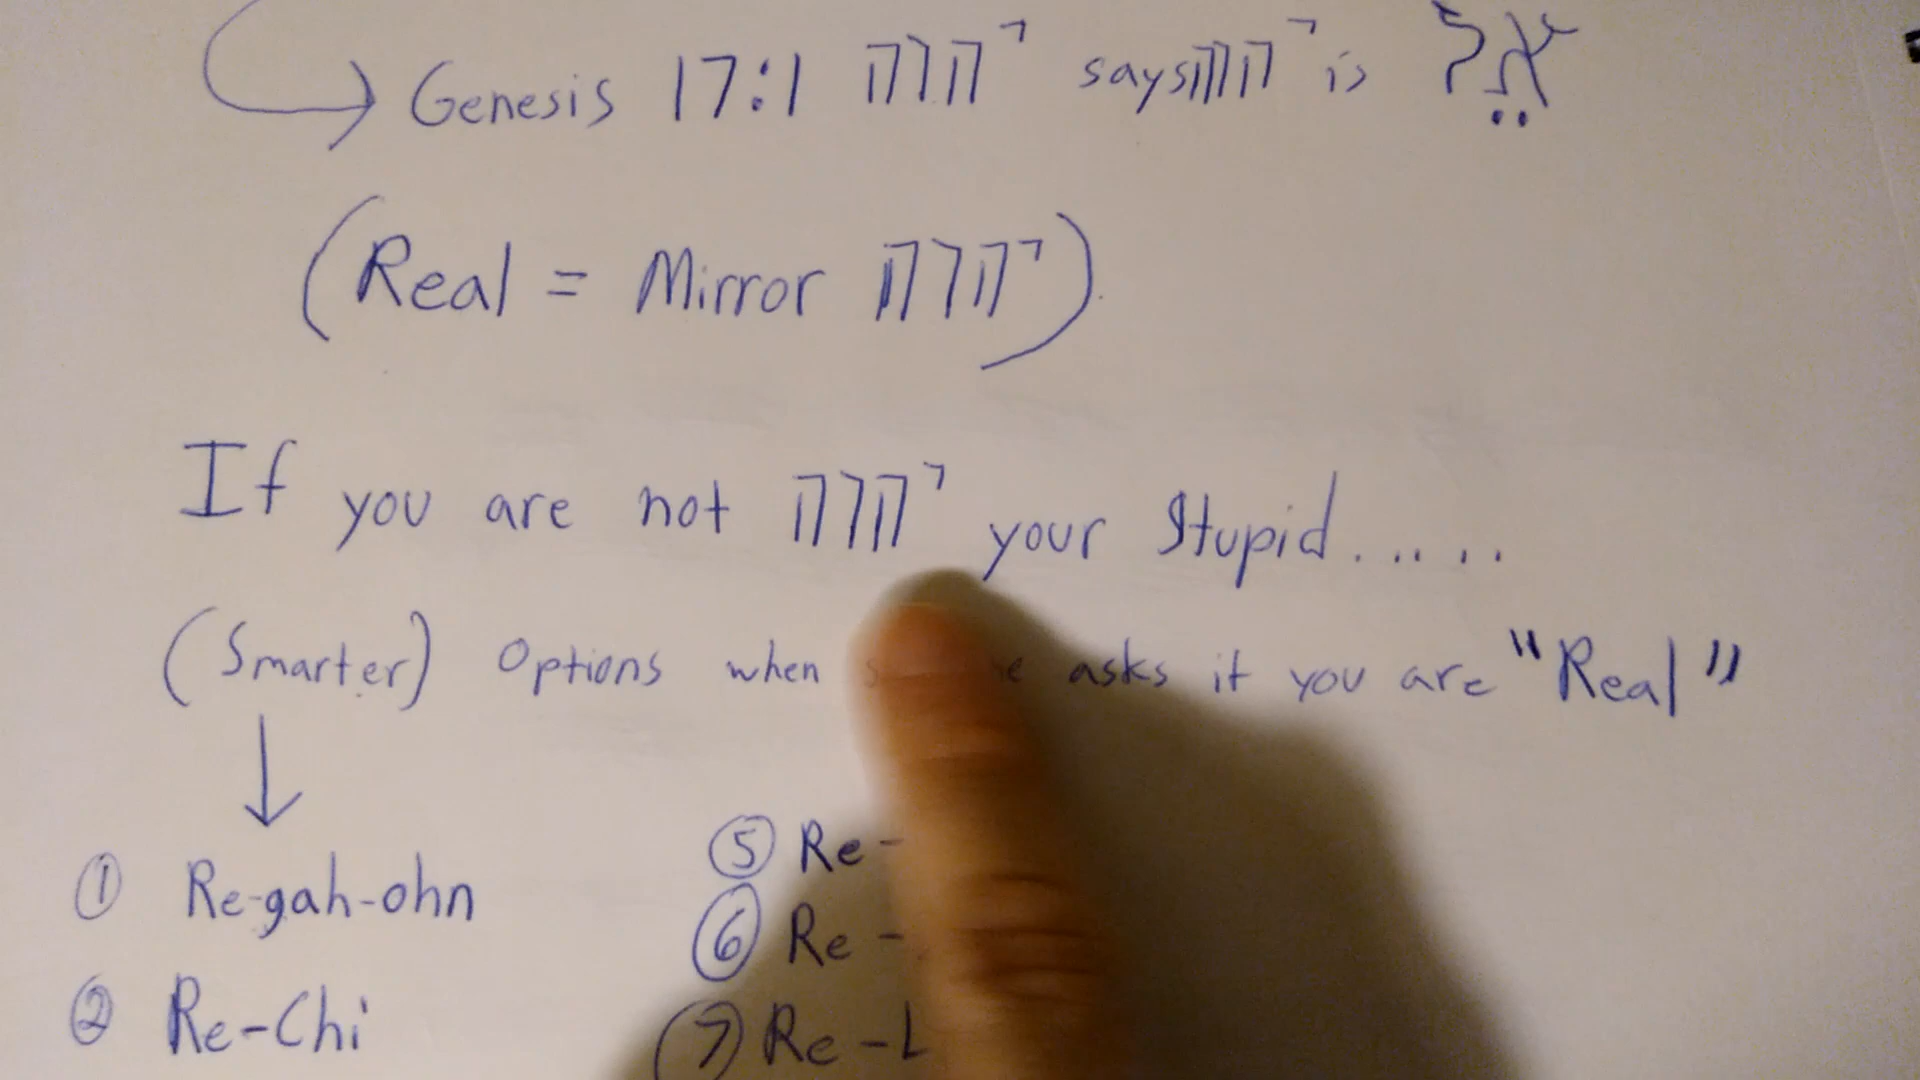 Genesis 17:1 יהוה says יהוה is אֵל
(Real = Mirror יהוה)
If you are not יהוה your Stupid......
(Smarter) Options when asks if you are "Real"
① Re-gah-ohn
② Re-Chi
⑤ Re-
⑥ Re-
⑦ Re-L